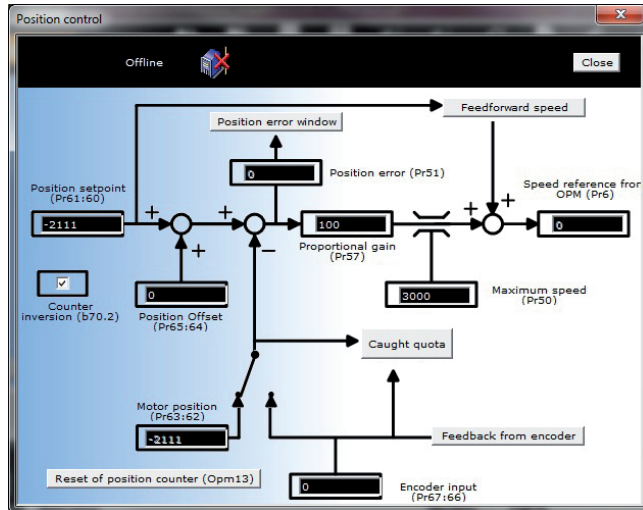 Position control
Offline
Close
Feedforward speed
Position error window
0
Position error (Pr51)
Position setpoint
(Pr61:60)
Speed reference fror
OPM (Pr6)
+
+
+
+
-2111
100
0
+
−
Proportional gain
(Pr57)
0
3000
Counter
inversion (b70.2)
Position Offset
(Pr65:64)
Maximum speed
(Pr50)
Caught quota
Motor position
(Pr63:62)
-2111
Feedback from encoder
Reset of position counter (Opm13)
0
Encoder input
(Pr67:66)